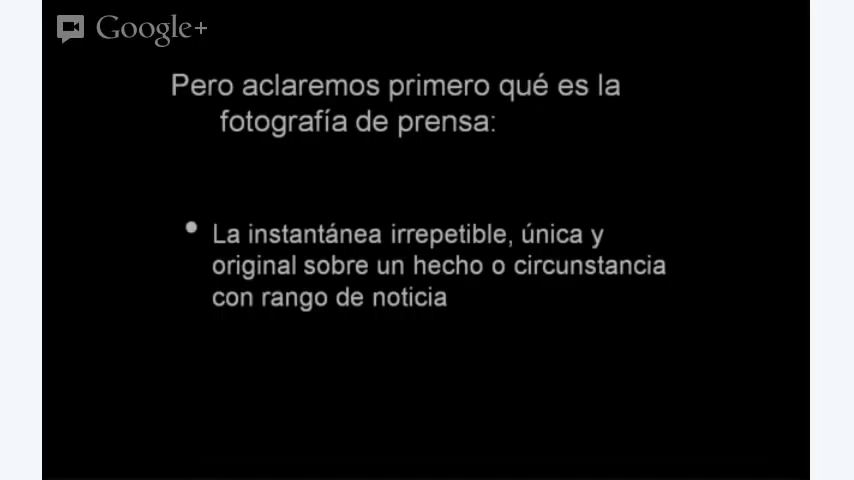 Google+
Pero aclaremos primero qué es la
fotografía de prensa:
• La instantánea irrepetible, única y
original sobre un hecho o circunstancia
con rango de noticia